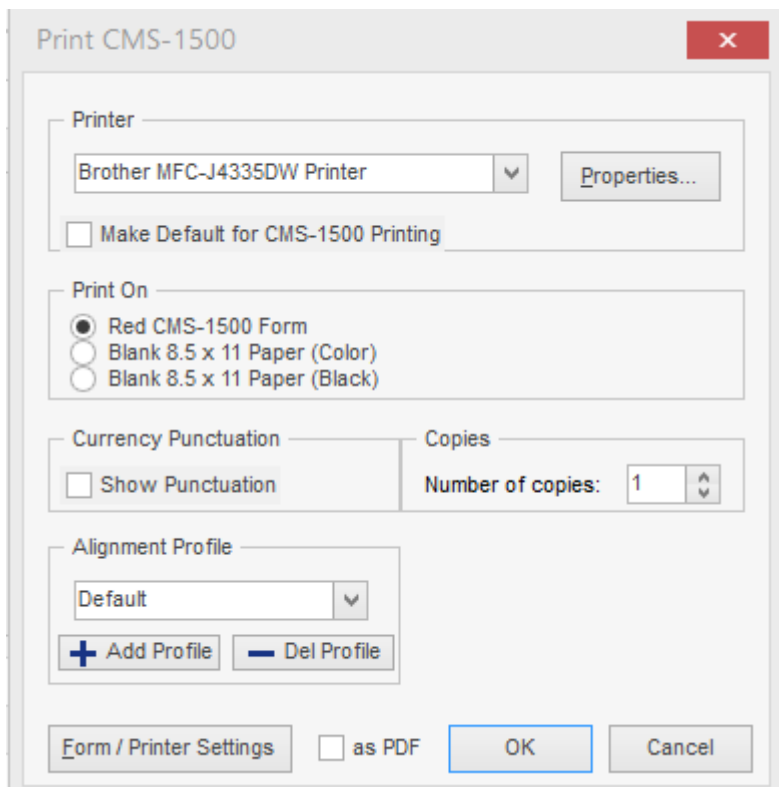 Print CMS-1500
Printer
Brother MFC-J4335DW Printer
Properties...
Make Default for CMS-1500 Printing
Print On
Red CMS-1500 Form
Blank 8.5 x 11 Paper (Color)
Blank 8.5 x 11 Paper (Black)
Currency Punctuation
Show Punctuation
Copies
Number of copies: 1
Alignment Profile
Default
Add Profile
Del Profile
Form / Printer Settings
as PDF
OK
Cancel